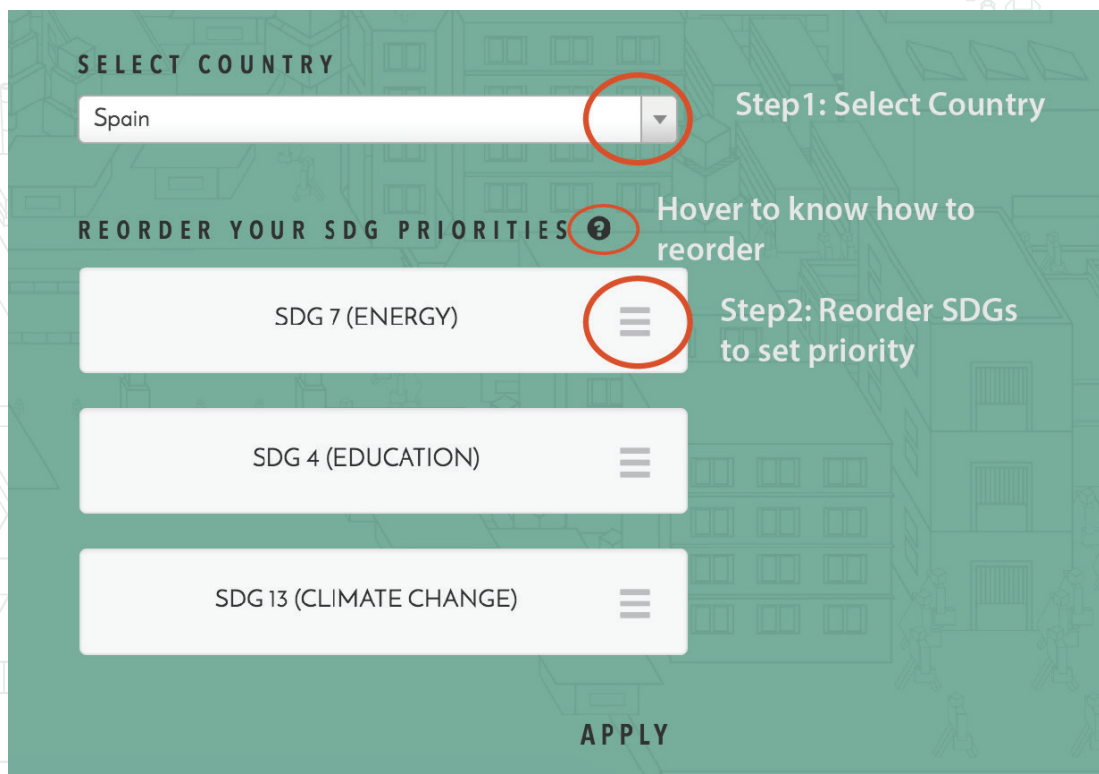 SELECT COUNTRY
Spain
Step1: Select Country
REORDER YOUR SDG PRIORITIES ?
Hover to know how to
reorder
SDG 7 (ENERGY)
Step2: Reorder SDGs
to set priority
SDG 4 (EDUCATION)
SDG 13 (CLIMATE CHANGE)
APPLY